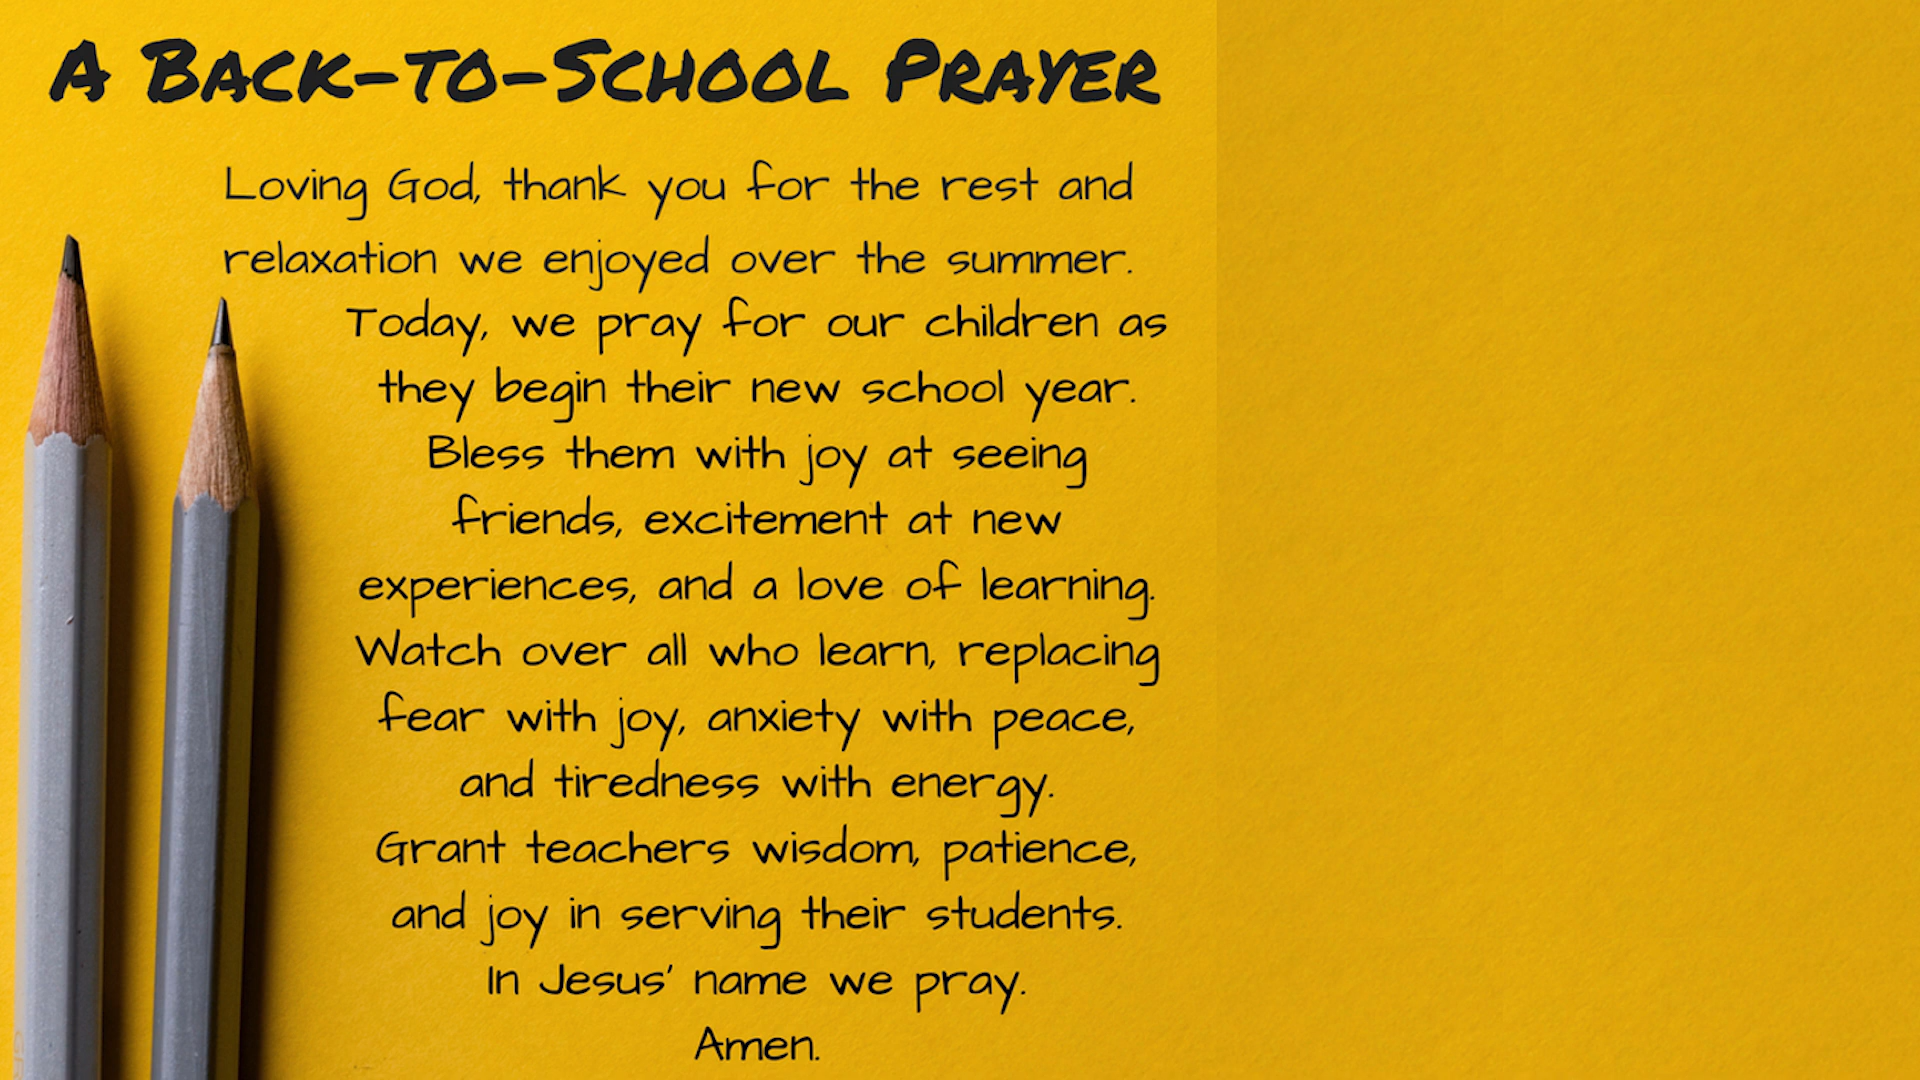 A Back-to-School Prayer
Loving God, thank you for the rest and
relaxation we enjoyed over the summer.
Today, we pray for our children as
they begin their new school year.
Bless them with joy at seeing
friends, excitement at new
experiences, and a love of learning.
Watch over all who learn, replacing
fear with joy, anxiety with peace,
and tiredness with energy.
Grant teachers wisdom, patience,
and joy in serving their students.
In Jesus' name we pray.
Amen.